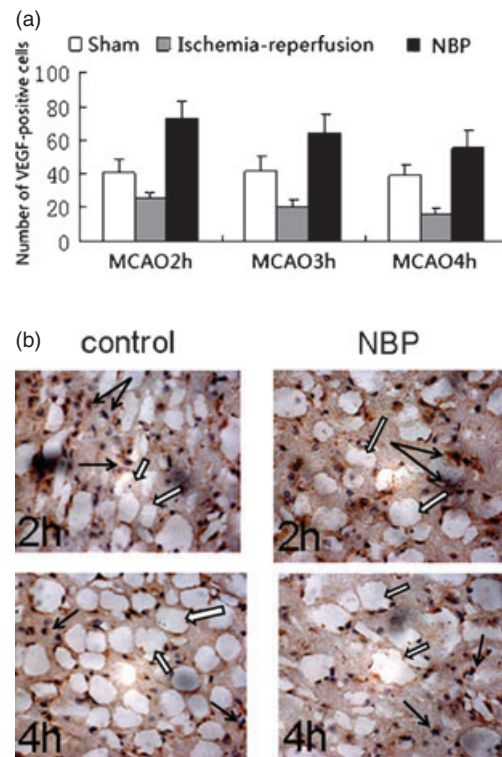 (a)
Sham Ischemia-reperfusion NBP
Number of VEGF-positive cells
100
80
60
40
20
0
MCAO2h MCAO3h MCAO4h
(b)
control NBP
2h 2h
4h 4h